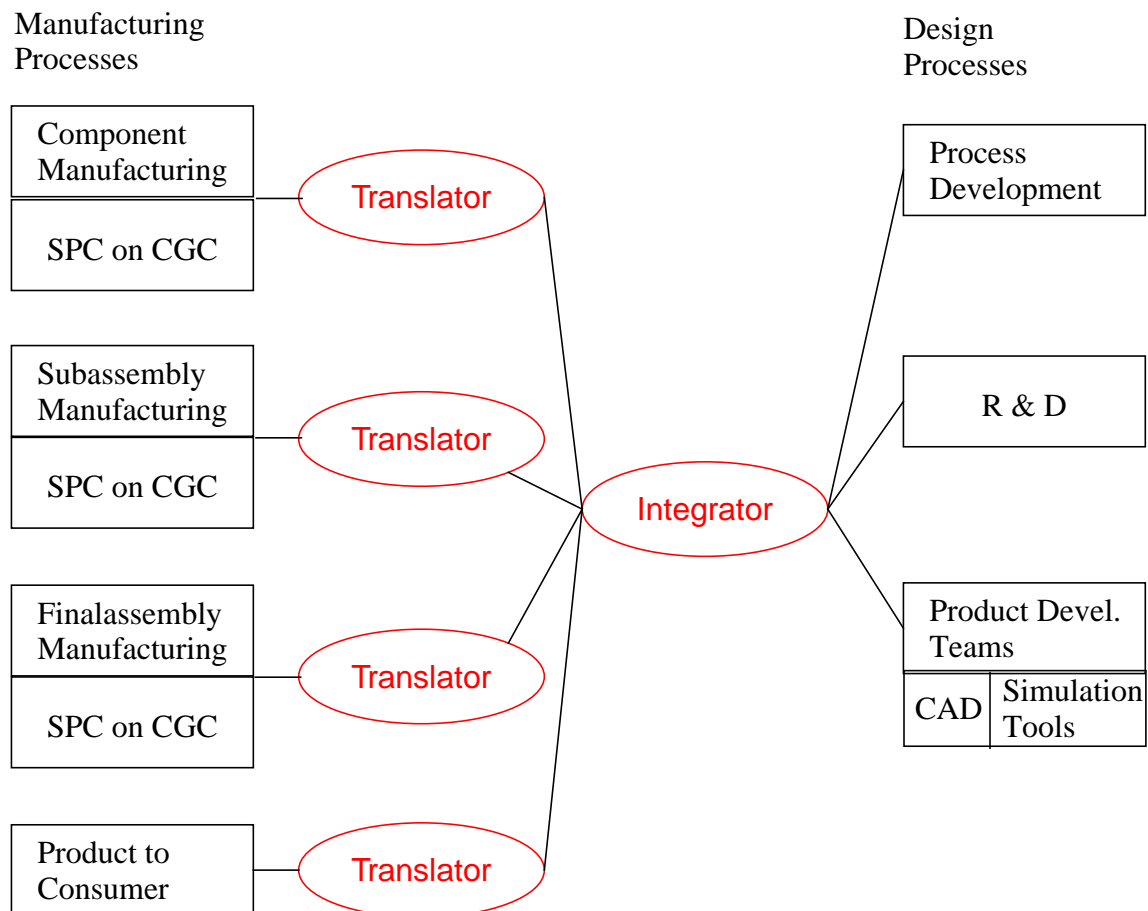 Manufacturing
Processes
Design
Processes
Component
Manufacturing
SPC on CGC
Translator
Process
Development
Subassembly
Manufacturing
SPC on CGC
Translator
R & D
Integrator
Finalassembly
Manufacturing
SPC on CGC
Translator
Product Devel.
Teams
CAD
Simulation
Tools
Product to
Consumer
Translator